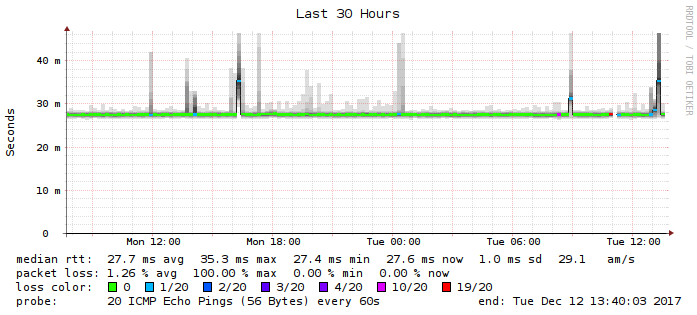 Last 30 Hours
RRDTOOL / TOBI OETIKER
Seconds
40 m
30 m
20 m
10 m
0
Mon 12:00 Mon 18:00 Tue 00:00 Tue 06:00 Tue 12:00
median rtt: 27.7 ms avg 35.3 ms max 27.4 ms min 27.6 ms now 1.0 ms sd 29.1 am/s
packet loss: 1.26 % avg 100.00 % max 0.00 % min 0.00 % now
loss color: 0 1/20 2/20 3/20 4/20 10/20 19/20
probe: 20 ICMP Echo Pings (56 Bytes) every 60s end: Tue Dec 12 13:40:03 2017